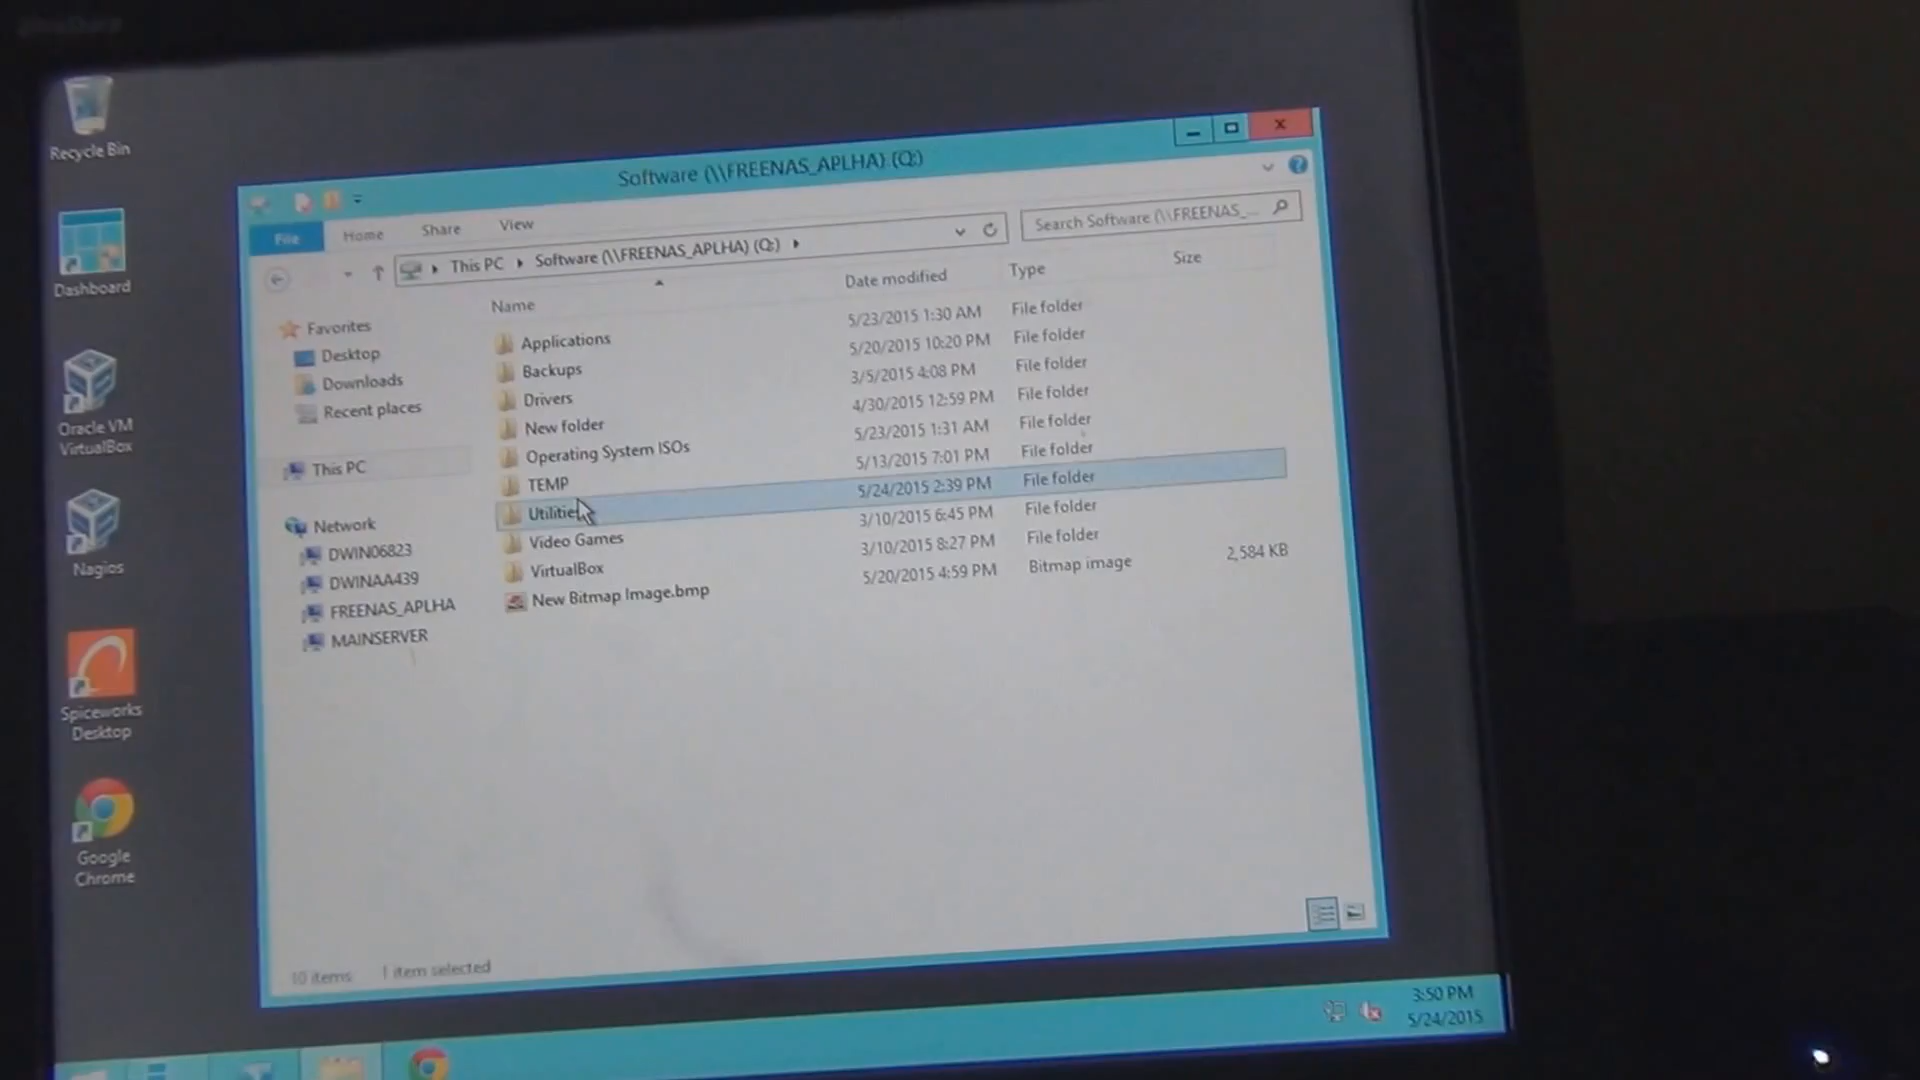 Recycle Bin
Dashboard
Oracle VM
VirtualBox
Nagios
Spiceworks
Desktop
Google
Chrome
Software (\\FREENAS_APLHA) (Q:)
File Home Share View
This PC Software (\\FREENAS_APLHA) (Q:)
Search Software (\\FREENAS_...
Name Date modified Type Size
Favorites
Desktop
Downloads
Recent places
This PC
Network
DWIN06823
DWINAA439
FREENAS_APLHA
MAINSERVER
Applications 5/23/2015 1:30 AM File folder
Backups 5/20/2015 10:20 PM File folder
Drivers 3/5/2015 4:08 PM File folder
New folder 4/30/2015 12:59 PM File folder
Operating System ISOs 5/23/2015 1:31 AM File folder
TEMP 5/13/2015 7:01 PM File folder
Utilities 5/24/2015 2:39 PM File folder
Video Games 3/10/2015 6:45 PM File folder
VirtualBox 3/10/2015 8:27 PM File folder
New Bitmap Image.bmp 5/20/2015 4:59 PM Bitmap image 2,584 KB
10 items 1 item selected
3:50 PM
5/24/2015